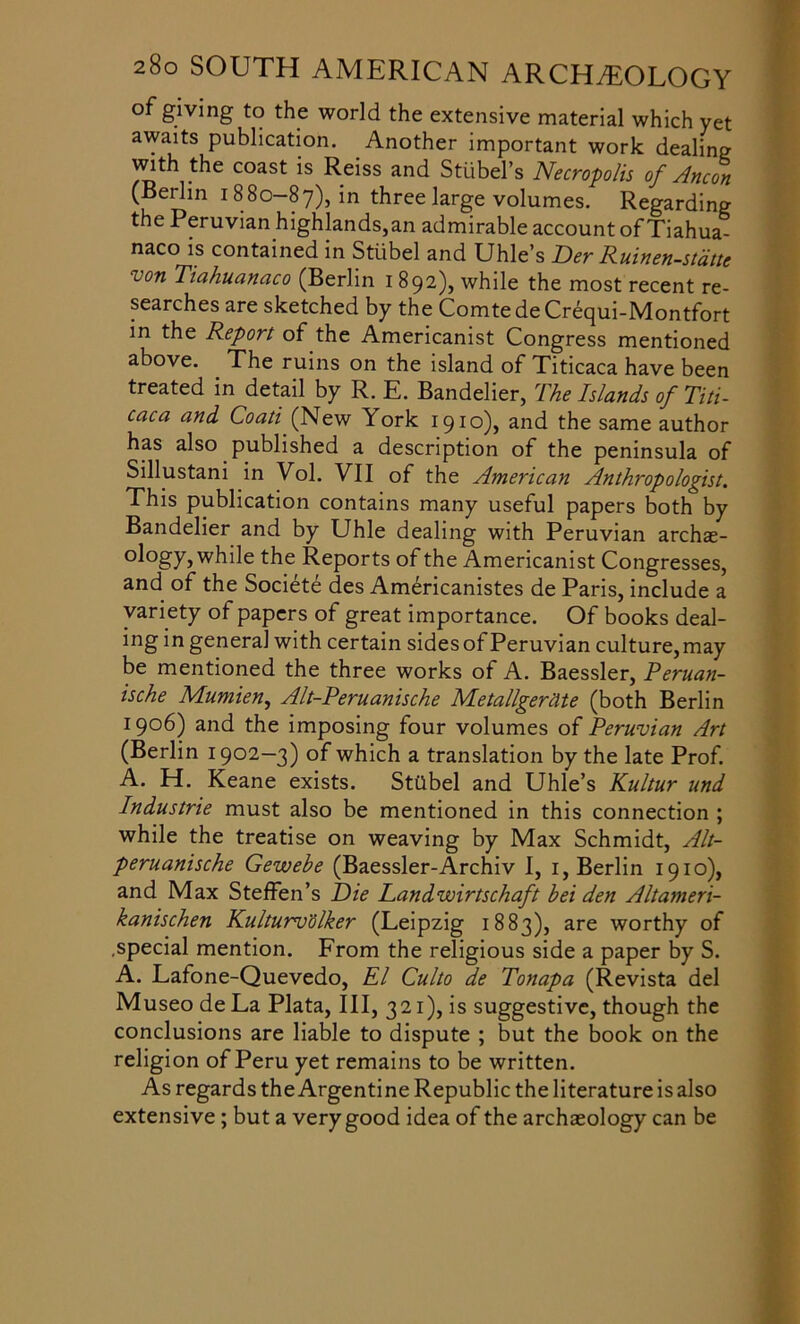 280 SOUTH AMERICAN ARCHÆOLOGY
of giving to the world the extensive material which yet
awaits publication. Another important work dealing
with the coast is Reiss and Stübel's Necropolis of Ancon
(Berlin 1880–87), in three large volumes. Regarding
the Peruvian highlands, an admirable account of Tiahua-
naco is contained in Stübel and Uhle's Der Ruinen-stätte
von Tiahuanaco (Berlin 1892), while the most recent re-
searches are sketched by the Comte de Créqui-Montfort
in the Report of the Americanist Congress mentioned
above. The ruins on the island of Titicaca have been
treated in detail by R. E. Bandelier, The Islands of Titi-
caca and Coati (New York 1910), and the same author
has also published a description of the peninsula of
Sillustani in Vol. VII of the American Anthropologist.
This publication contains many useful papers both by
Bandelier and by Uhle dealing with Peruvian archæ-
ology, while the Reports of the Americanist Congresses,
and of the Société des Américanistes de Paris, include a
variety of papers of great importance. Of books deal-
ing in general with certain sides of Peruvian culture, may
be mentioned the three works of A. Baessler, Peruan-
ische Mumien, Alt-Peruanische Metallgeräte (both Berlin
1906) and the imposing four volumes of Peruvian Art
(Berlin 1902–3) of which a translation by the late Prof.
A. H. Keane exists. Stübel and Uhle's Kultur und
Industrie must also be mentioned in this connection ;
while the treatise on weaving by Max Schmidt, Alt-
peruanische Gewebe (Baessler-Archiv I, 1, Berlin 1910),
and Max Steffen's Die Landwirtschaft bei den Altameri-
kanischen Kulturvölker (Leipzig 1883), are worthy of
special mention. From the religious side a paper by S.
A. Lafone-Quevedo, El Culto de Tonapa (Revista del
Museo de La Plata, III, 321), is suggestive, though the
conclusions are liable to dispute ; but the book on the
religion of Peru yet remains to be written.
As regards the Argentine Republic the literature is also
extensive ; but a very good idea of the archæology can be